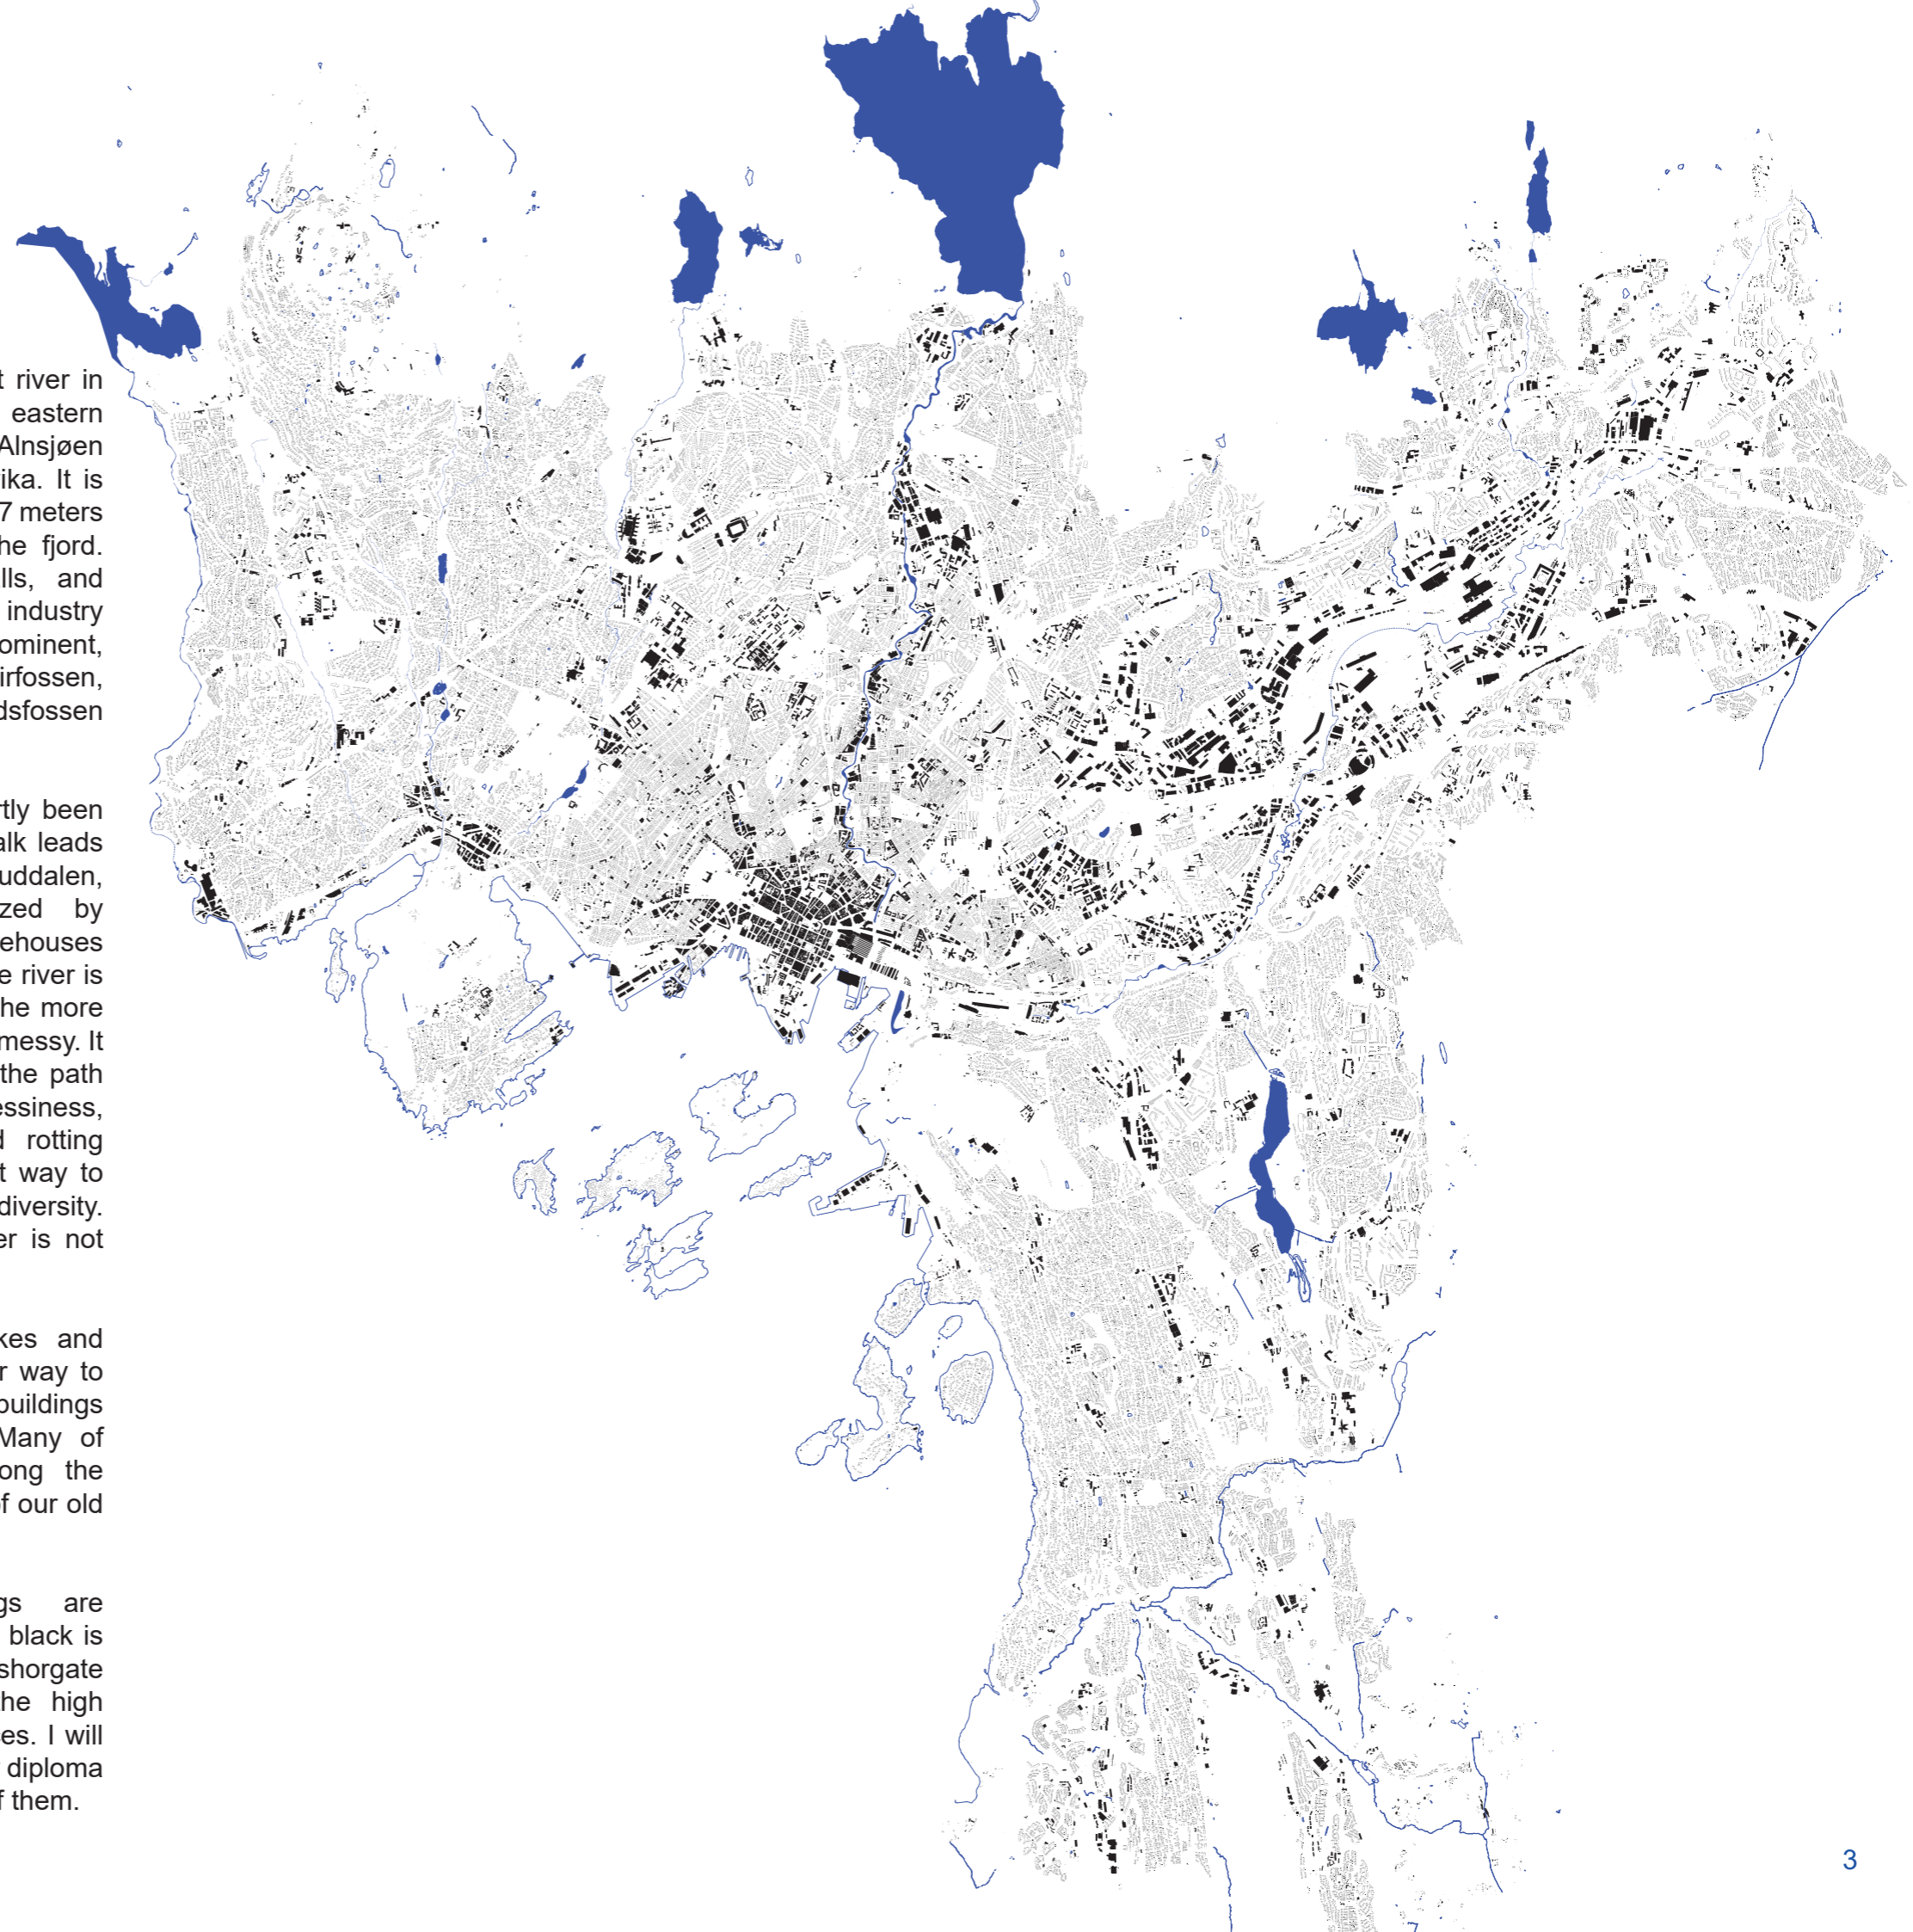 t river in
eastern
Alnsjøen
rika. It is
7 meters
he fjord.
lls, and
industry
ominent,
irfossen,
dsfossen
rtly been
alk leads
uddalen,
zed by
ehouses
e river is
he more
messy. It
the path
essiness,
d rotting
t way to
diversity.
er is not
kes and
r way to
buildings
Many of
ong the
of our old
gs are
black is
shorgate
he high
es. I will
diploma
f them.
3